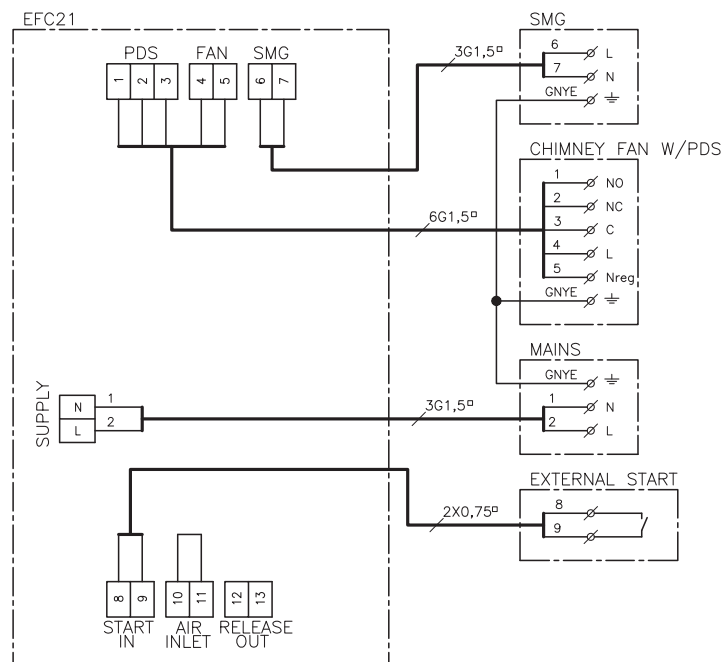 EFC21
PDS FAN SMG
1 2 3 4 5 6 7
SMG
3G1,5▫
6 L
7 N
GNYE ⏚
CHIMNEY FAN W/PDS
1 NO
2 NC
6G1,5▫
3 C
4 L
5 Nreg
GNYE ⏚
MAINS
GNYE ⏚
SUPPLY
N 1
L 2
3G1,5▫
1 N
2 L
EXTERNAL START
2X0,75▫
8
9
8 9 10 11 12 13
START AIR RELEASE
IN INLET OUT